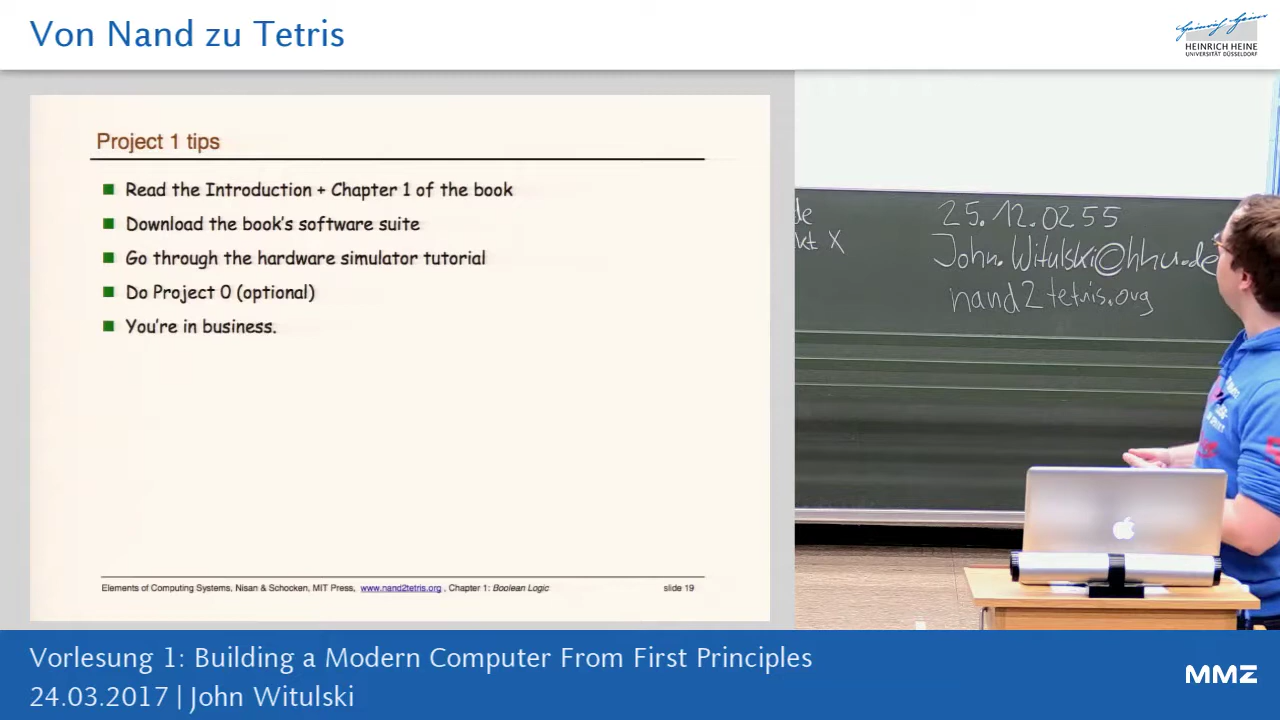 Von Nand zu Tetris
HEINRICH HEINE
UNIVERSITÄT DÜSSELDORF
Project 1 tips
Read the Introduction + Chapter 1 of the book
Download the book's software suite
Go through the hardware simulator tutorial
Do Project 0 (optional)
You're in business.
Elements of Computing Systems, Nisan & Schocken, MIT Press, www.nand2tetris.org , Chapter 1: Boolean Logic
slide 19
25.12.02.55
John.Witulski@hhu.de
nand2tetris.org
Vorlesung 1: Building a Modern Computer From First Principles
24.03.2017 | John Witulski
MMZ